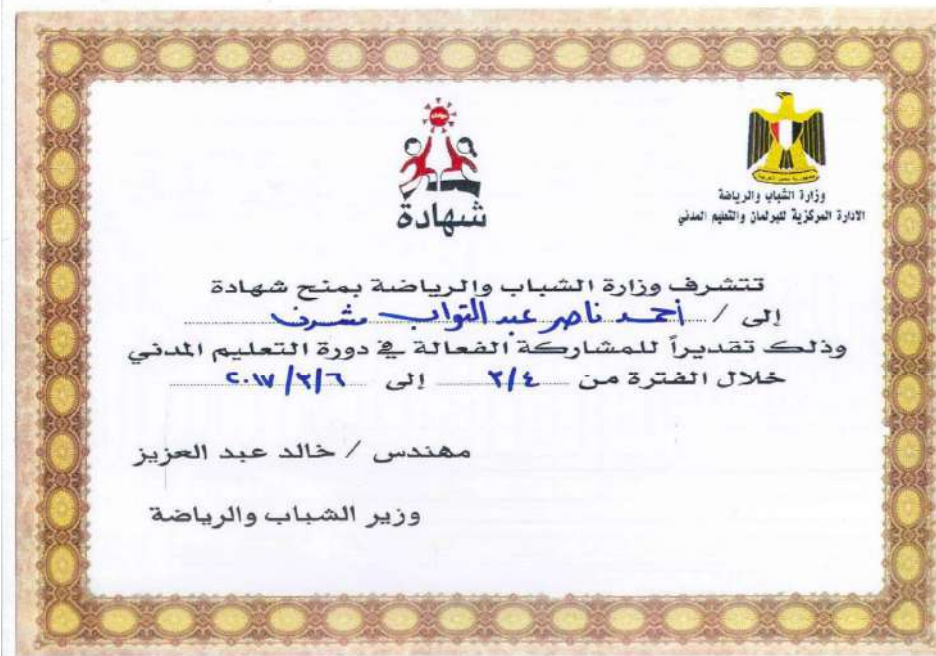 وزارة الشباب والرياضة
الادارة المركزية للبرلمان والتعليم المدني
شهادة
تتشرف وزارة الشباب والرياضة بمنح شهادة
إلى / أحمد ناصر عبد التواب مشرف
وذلك تقديراً للمشاركة الفعالة في دورة التعليم المدني
خلال الفترة من ٣/٤ إلى ٢٠١٧/٣/٦
مهندس / خالد عبد العزيز
وزير الشباب والرياضة